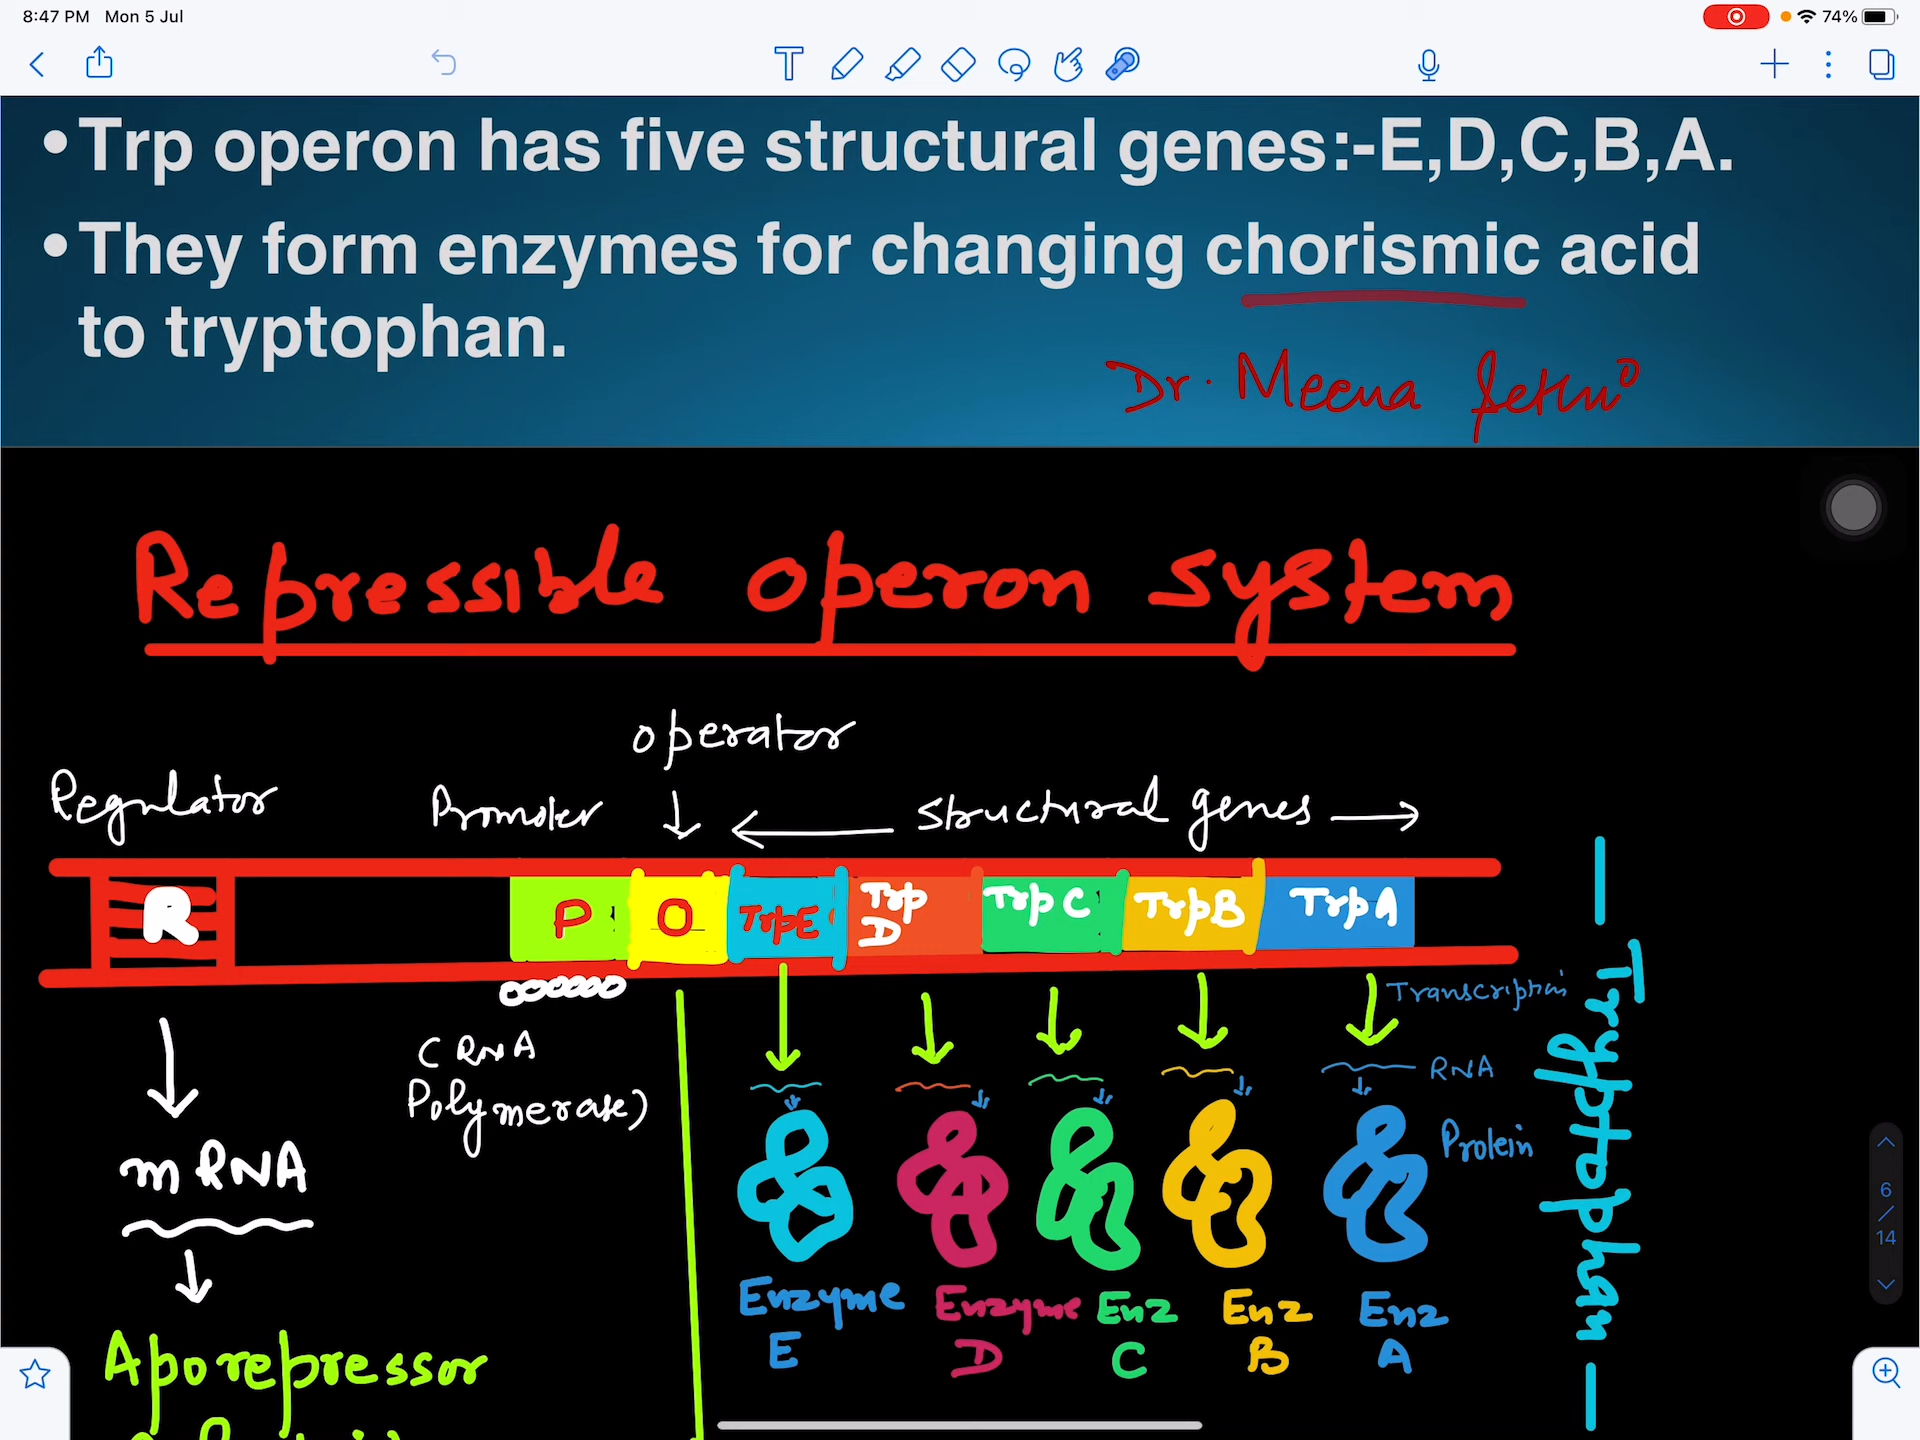 8:47 PM Mon 5 Jul
74%
•Trp operon has five structural genes:-E,D,C,B,A.
•They form enzymes for changing chorismic acid
to tryptophan.
Dr. Meena Sethi
Repressible operon system
operator
Regulator
Promoter
structural genes
R
P
O
TrpE
Trp
D
Trp C
TrpB
TrpA
Transcription
Tryptophan
( RNA
Polymerase)
RNA
Protein
mRNA
Enzyme
E
Enzyme
D
Enz
C
Enz
B
Enz
A
Aporepressor
6
/
14